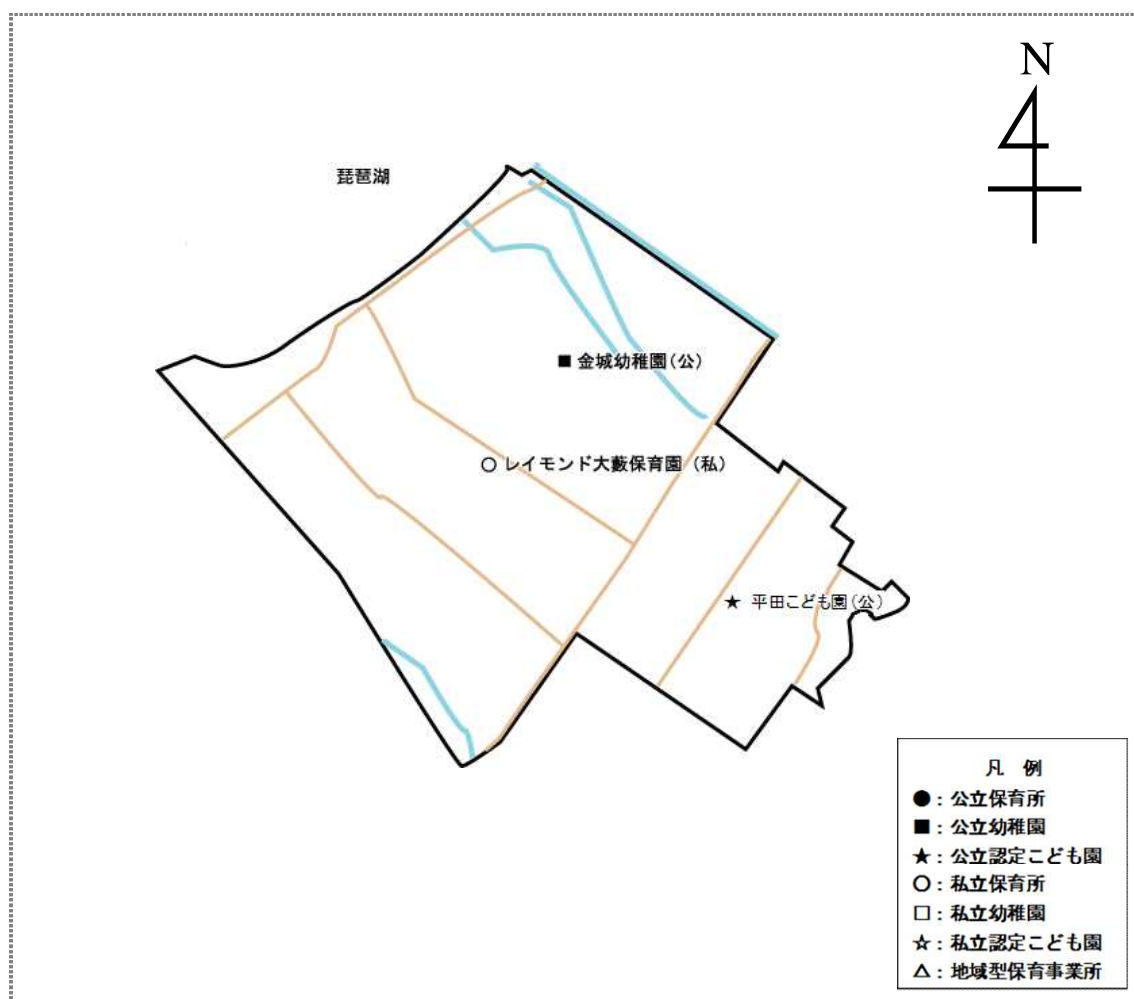 N
琵琶湖
■ 金城幼稚園(公)
○ レイモンド大藪保育園（私）
★ 平田こども園(公)
凡 例
●：公立保育所
■：公立幼稚園
★：公立認定こども園
○：私立保育所
□：私立幼稚園
☆：私立認定こども園
△：地域型保育事業所